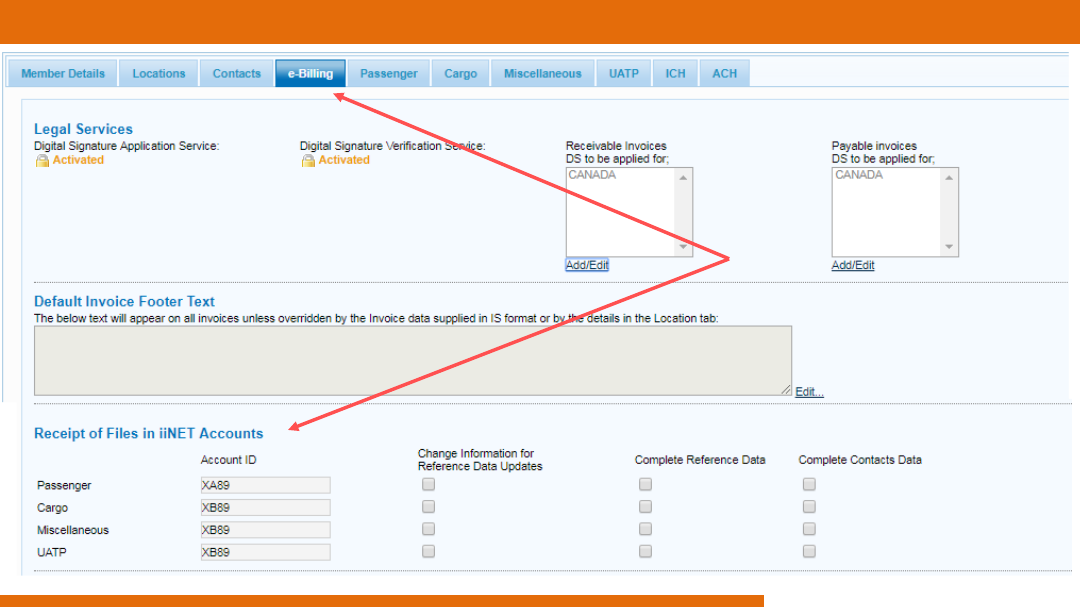 Member Details Locations Contacts e-Billing Passenger Cargo Miscellaneous UATP ICH ACH
Legal Services
Digital Signature Application Service: Digital Signature Verification Service: Receivable Invoices Payable invoices
Activated Activated DS to be applied for; DS to be applied for;
CANADA CANADA
Add/Edit Add/Edit
Default Invoice Footer Text
The below text will appear on all invoices unless overridden by the Invoice data supplied in IS format or by the details in the Location tab:
Edit...
Receipt of Files in iiNET Accounts
Account ID Change Information for Complete Reference Data Complete Contacts Data
Reference Data Updates
Passenger XA89
Cargo XB89
Miscellaneous XB89
UATP XB89